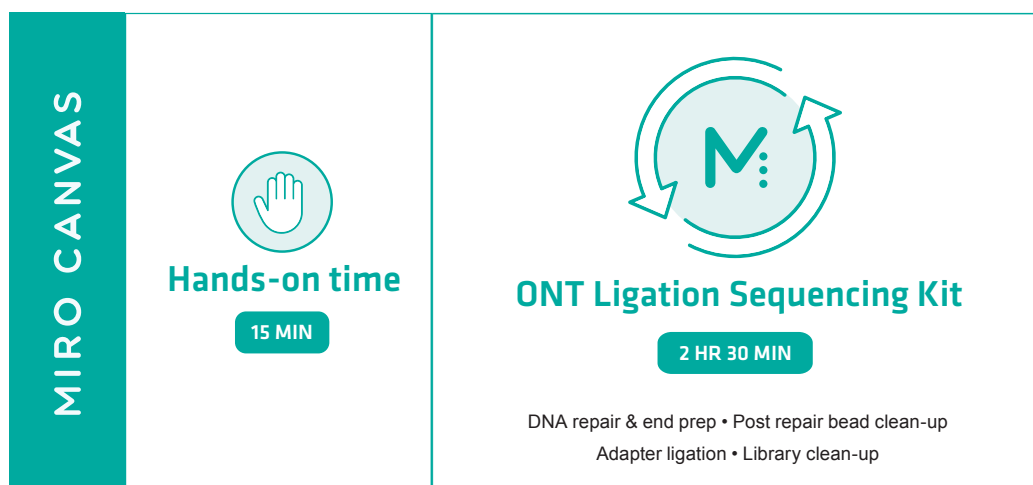 MIRO CANVAS
Hands-on time
15 MIN
M
ONT Ligation Sequencing Kit
2 HR 30 MIN
DNA repair & end prep • Post repair bead clean-up
Adapter ligation • Library clean-up